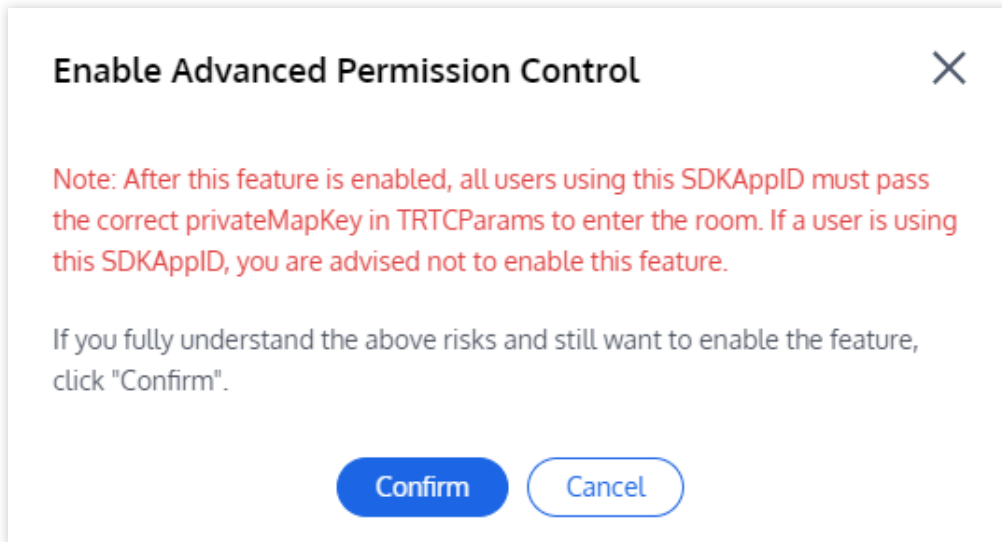 Enable Advanced Permission Control
Note: After this feature is enabled, all users using this SDKAppID must pass
the correct privateMapKey in TRTCParams to enter the room. If a user is using
this SDKAppID, you are advised not to enable this feature.
If you fully understand the above risks and still want to enable the feature,
click "Confirm".
Confirm
Cancel